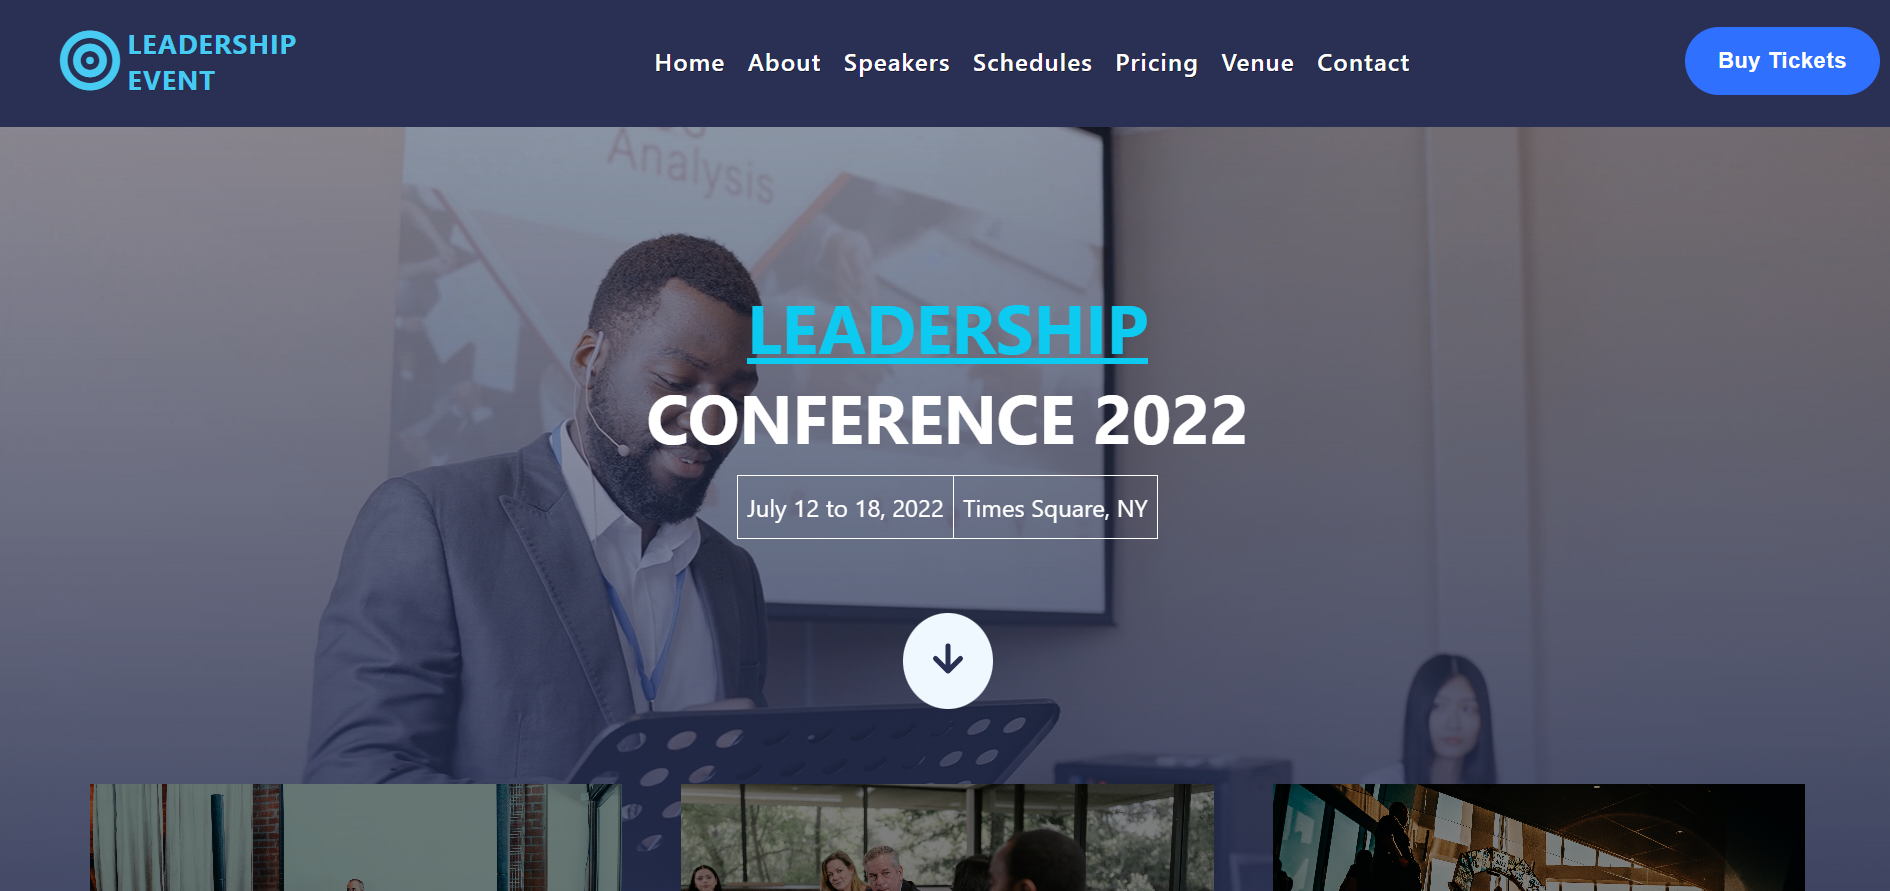 LEADERSHIP
EVENT
Home About Speakers Schedules Pricing Venue Contact
Buy Tickets
Analysis
LEADERSHIP
CONFERENCE 2022
July 12 to 18, 2022 Times Square, NY